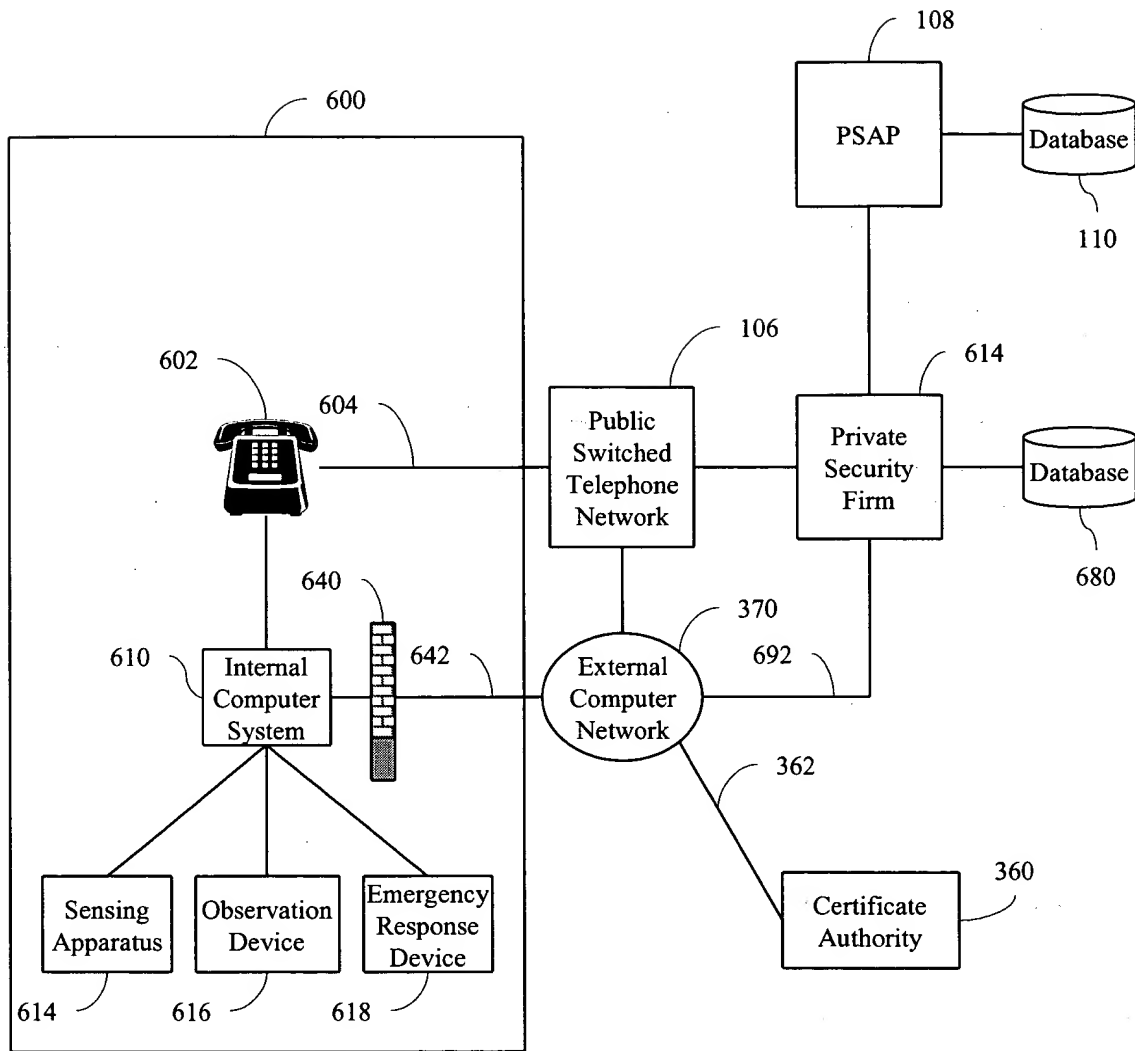 108
600
PSAP
Database
110
106
614
602
604
Public
Switched
Telephone
Network
Private
Security
Firm
Database
680
640
370
610
Internal
Computer
System
642
External
Computer
Network
692
362
360
Sensing
Apparatus
Observation
Device
Emergency
Response
Device
Certificate
Authority
614
616
618